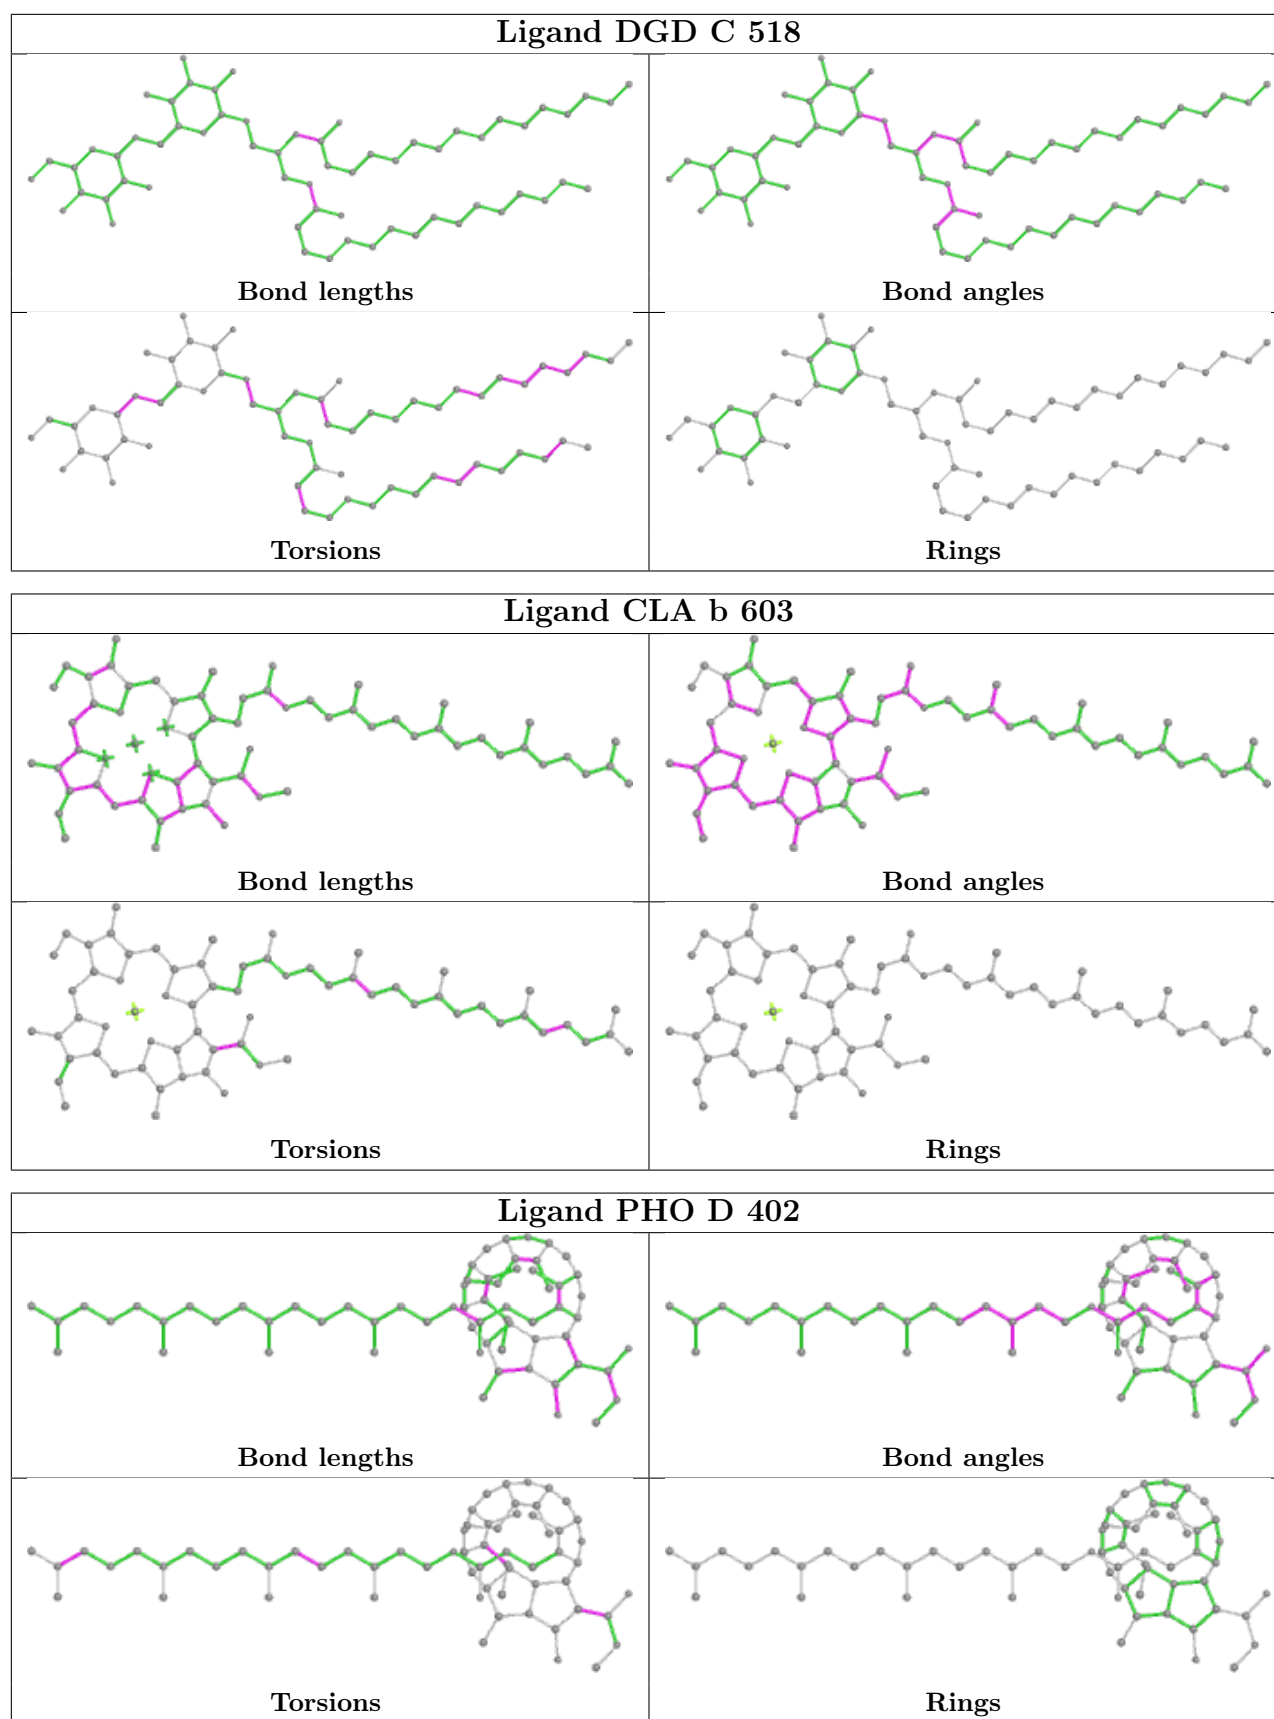 Ligand DGD C 518
Bond lengths
Bond angles
Torsions
Rings
Ligand CLA b 603
Bond lengths
Bond angles
Torsions
Rings
Ligand PHO D 402
Bond lengths
Bond angles
Torsions
Rings